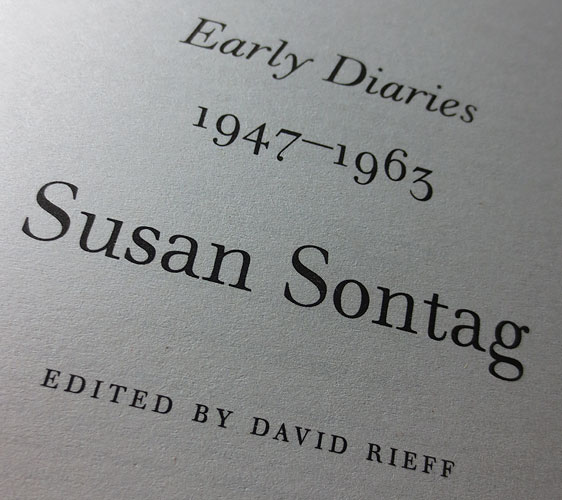 Early Diaries
1947–1963
Susan Sontag
EDITED BY DAVID RIEFF